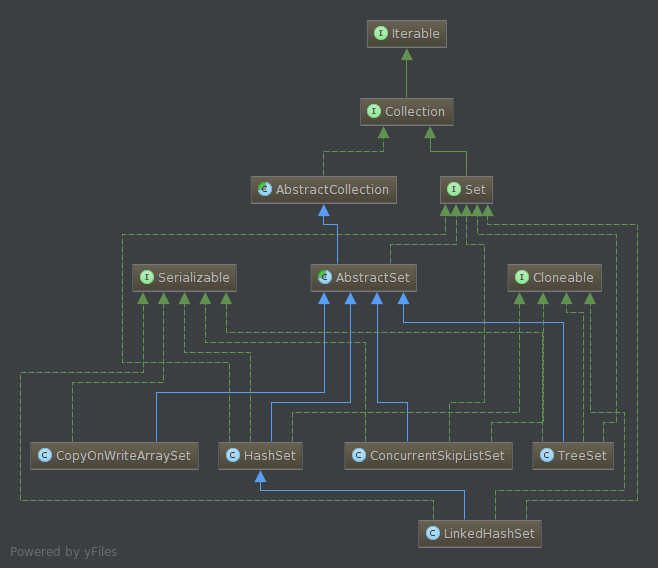 I Iterable
I Collection
C AbstractCollection
I Set
I Serializable
C AbstractSet
I Cloneable
C CopyOnWriteArraySet
C HashSet
C ConcurrentSkipListSet
C TreeSet
C LinkedHashSet
Powered by yFiles